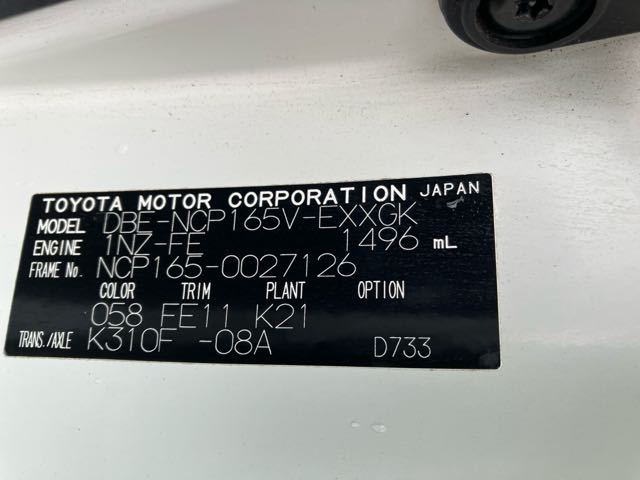 TOYOTA MOTOR CORPORATION JAPAN
MODEL DBE-NCP165V-EXXGK
ENGINE 1NZ-FE 1496 mL
FRAME No. NCP165-0027126
COLOR TRIM PLANT OPTION
058 FE11 K21
TRANS./AXLE K310F -08A D733